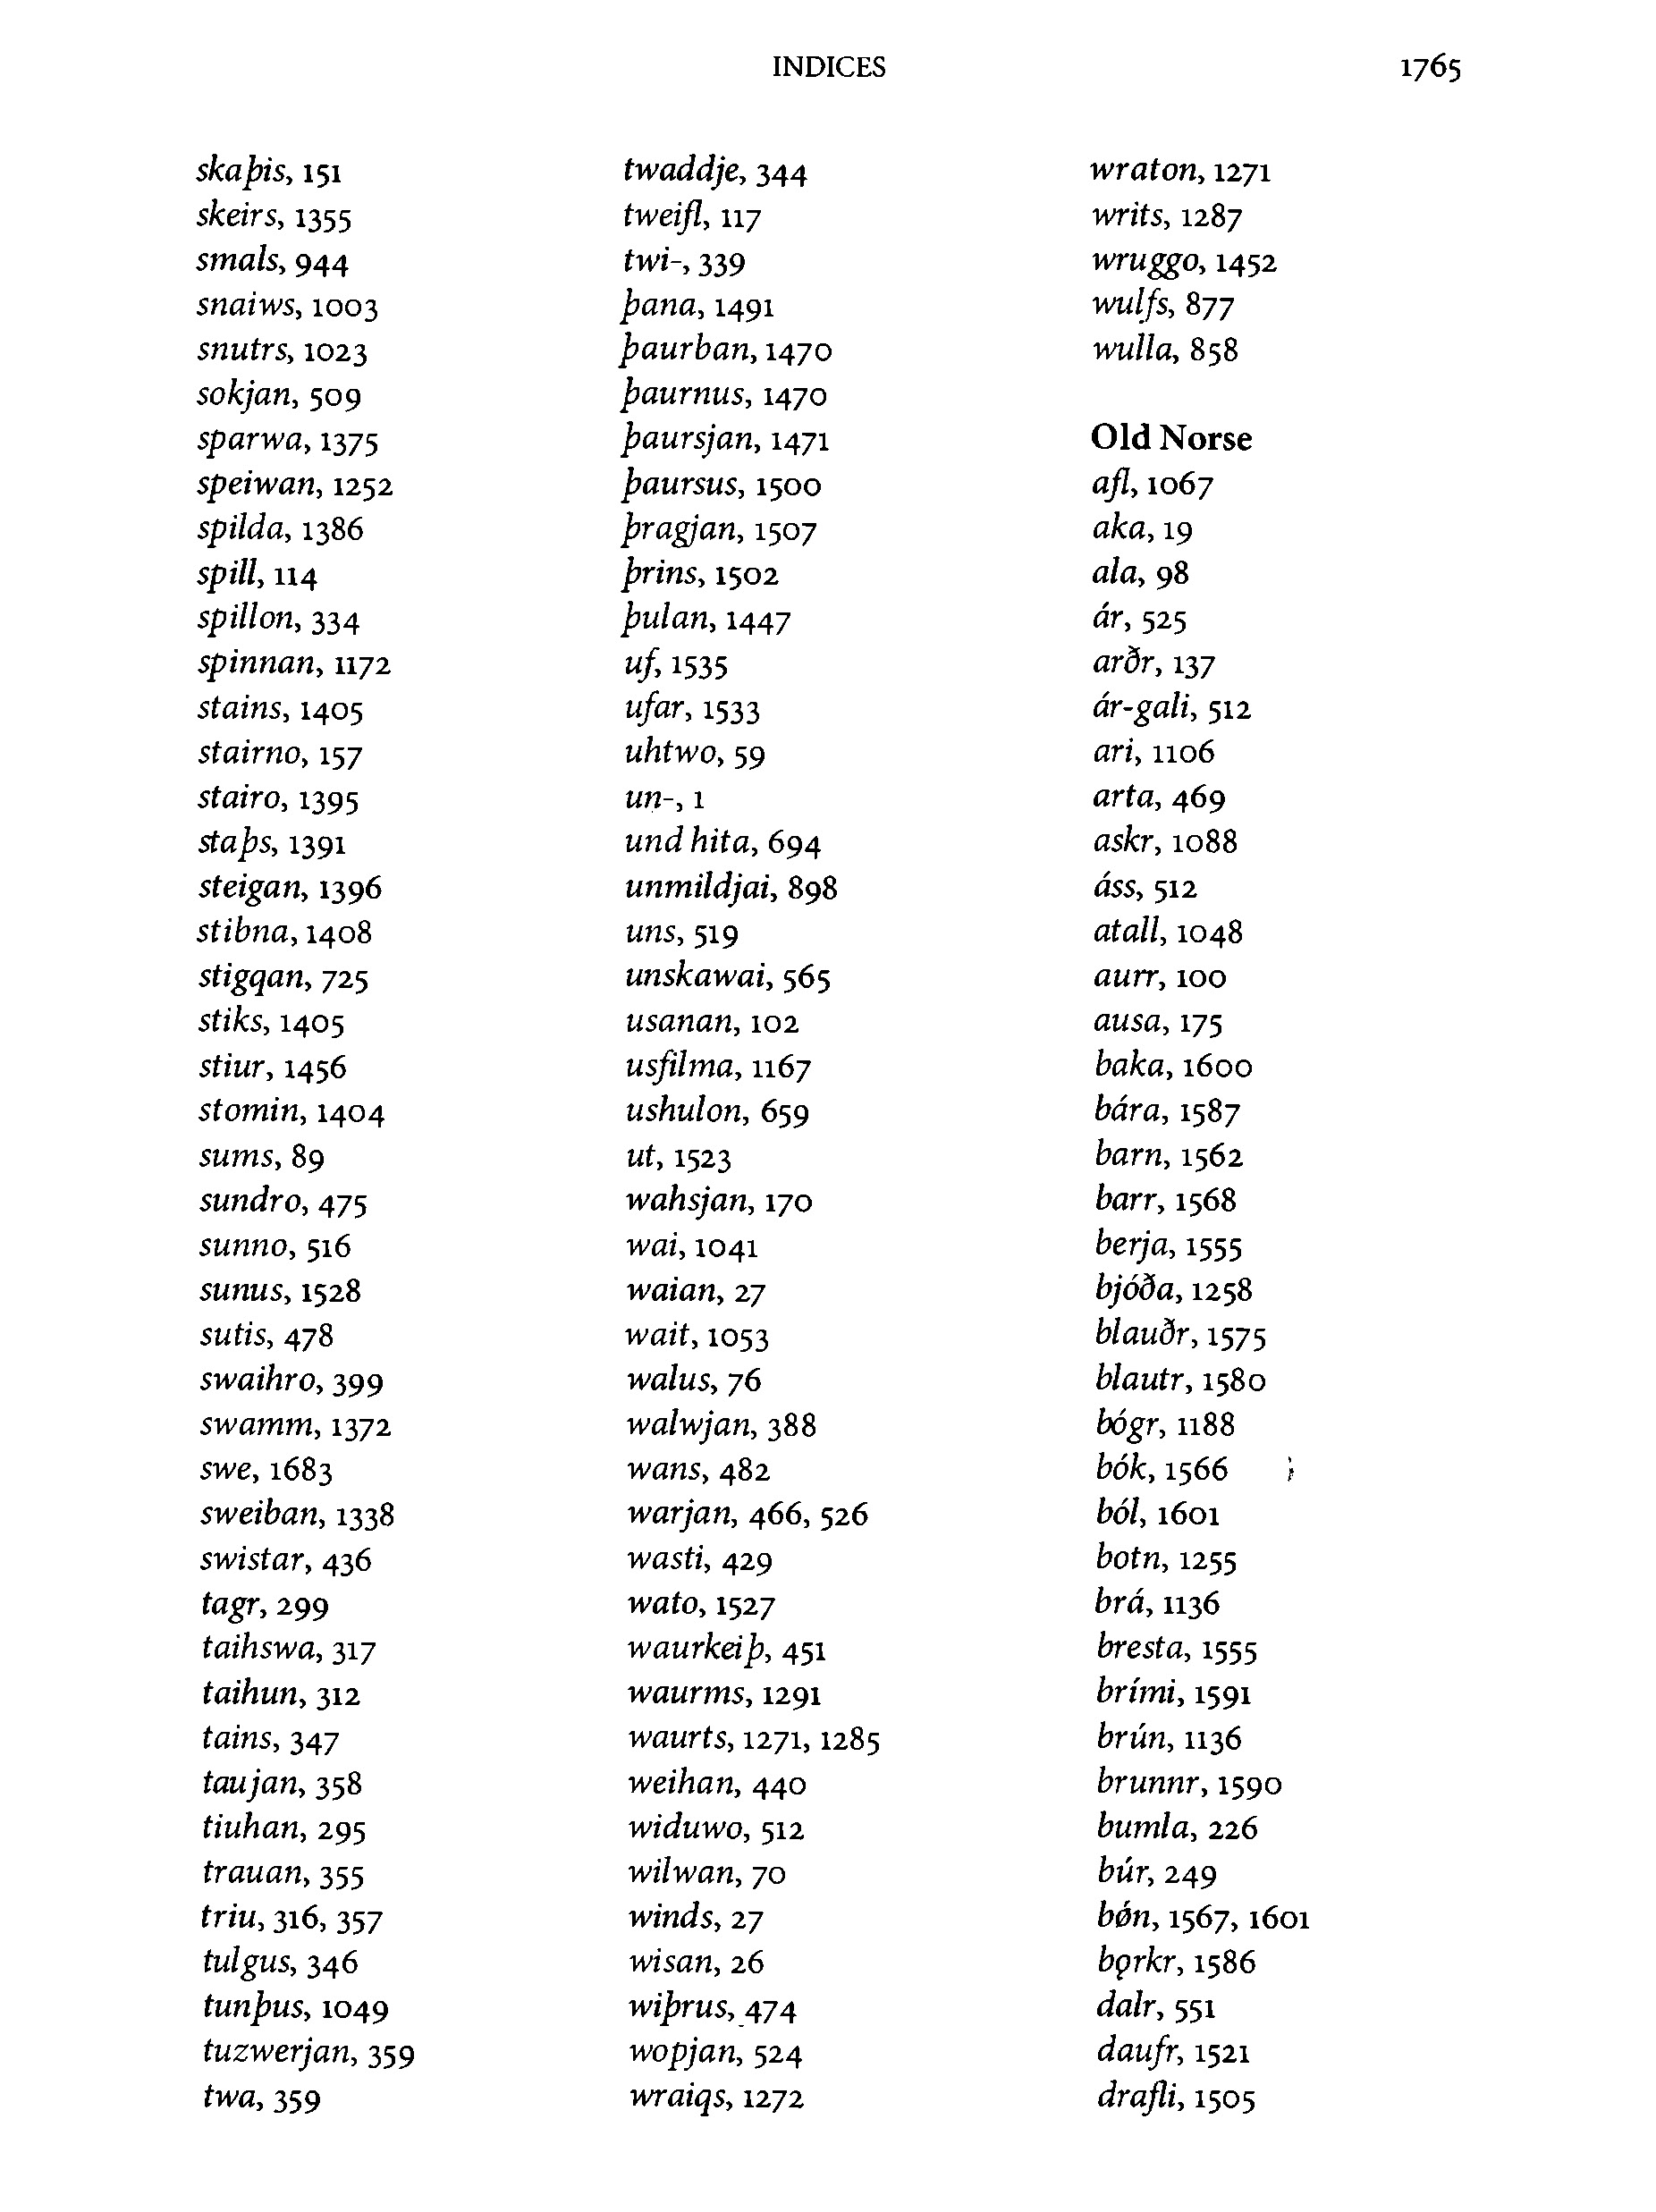 INDICES 1765
skaþis, 151
skeirs, 1355
smals, 944
snaiws, 1003
snutrs, 1023
sokjan, 509
sparwa, 1375
speiwan, 1252
spilda, 1386
spill, 114
spillon, 334
spinnan, 1172
stains, 1405
stairno, 157
stairo, 1395
staþs, 1391
steigan, 1396
stibna, 1408
stigqan, 725
stiks, 1405
stiur, 1456
stomin, 1404
sums, 89
sundro, 475
sunno, 516
sunus, 1528
sutis, 478
swaihro, 399
swamm, 1372
swe, 1683
sweiban, 1338
swistar, 436
tagr, 299
taihswa, 317
taihun, 312
tains, 347
taujan, 358
tiuhan, 295
trauan, 355
triu, 316, 357
tulgus, 346
tunþus, 1049
tuzwerjan, 359
twa, 359
twaddje, 344
tweifl, 117
twi-, 339
þana, 1491
þaurban, 1470
þaurnus, 1470
þaursjan, 1471
þaursus, 1500
þragjan, 1507
þrins, 1502
þulan, 1447
uf, 1535
ufar, 1533
uhtwo, 59
un-, 1
und hita, 694
unmildjai, 898
uns, 519
unskawai, 565
usanan, 102
usfilma, 1167
ushulon, 659
ut, 1523
wahsjan, 170
wai, 1041
waian, 27
wait, 1053
walus, 76
walwjan, 388
wans, 482
warjan, 466, 526
wasti, 429
wato, 1527
waurkeiþ, 451
waurms, 1291
waurts, 1271, 1285
weihan, 440
widuwo, 512
wilwan, 70
winds, 27
wisan, 26
wiþrus, 474
wopjan, 524
wraiqs, 1272
wraton, 1271
writs, 1287
wruggo, 1452
wulfs, 877
wulla, 858
Old Norse
afl, 1067
aka, 19
ala, 98
ár, 525
arðr, 137
ár-gali, 512
ari, 1106
arta, 469
askr, 1088
áss, 512
atall, 1048
aurr, 100
ausa, 175
baka, 1600
bára, 1587
barn, 1562
barr, 1568
berja, 1555
bjóða, 1258
blauðr, 1575
blautr, 1580
bógr, 1188
bók, 1566
ból, 1601
botn, 1255
brá, 1136
bresta, 1555
brími, 1591
brún, 1136
brunnr, 1590
bumla, 226
búr, 249
bǿn, 1567, 1601
bǫrkr, 1586
dalr, 551
daufr, 1521
drafli, 1505